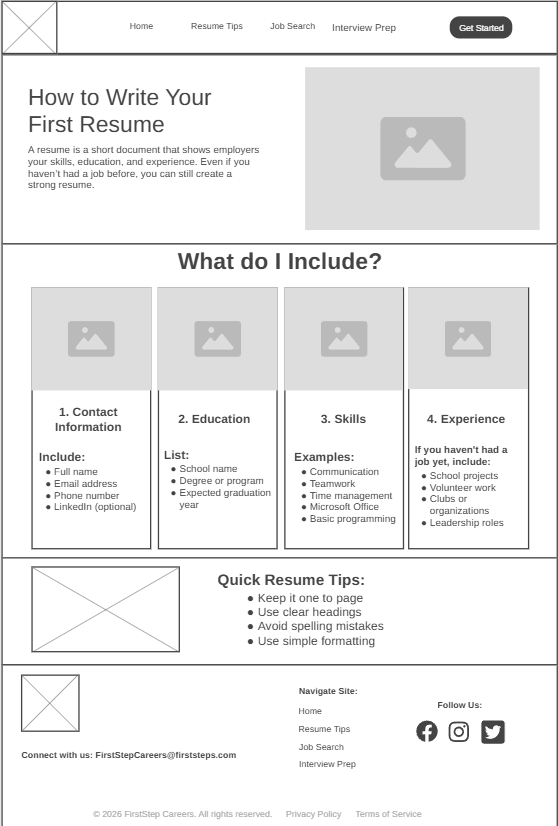 Home Resume Tips Job Search Interview Prep Get Started
How to Write Your
First Resume
A resume is a short document that shows employers
your skills, education, and experience. Even if you
haven't had a job before, you can still create a
strong resume.
What do I Include?
1. Contact
Information
Include:
● Full name
● Email address
● Phone number
● LinkedIn (optional)
2. Education
List:
● School name
● Degree or program
● Expected graduation
year
3. Skills
Examples:
● Communication
● Teamwork
● Time management
● Microsoft Office
● Basic programming
4. Experience
If you haven't had a
job yet, include:
● School projects
● Volunteer work
● Clubs or
organizations
● Leadership roles
Quick Resume Tips:
● Keep it one to page
● Use clear headings
● Avoid spelling mistakes
● Use simple formatting
Connect with us: FirstStepCareers@firststeps.com
Navigate Site:
Home
Resume Tips
Job Search
Interview Prep
Follow Us:
© 2026 FirstStep Careers. All rights reserved. Privacy Policy Terms of Service